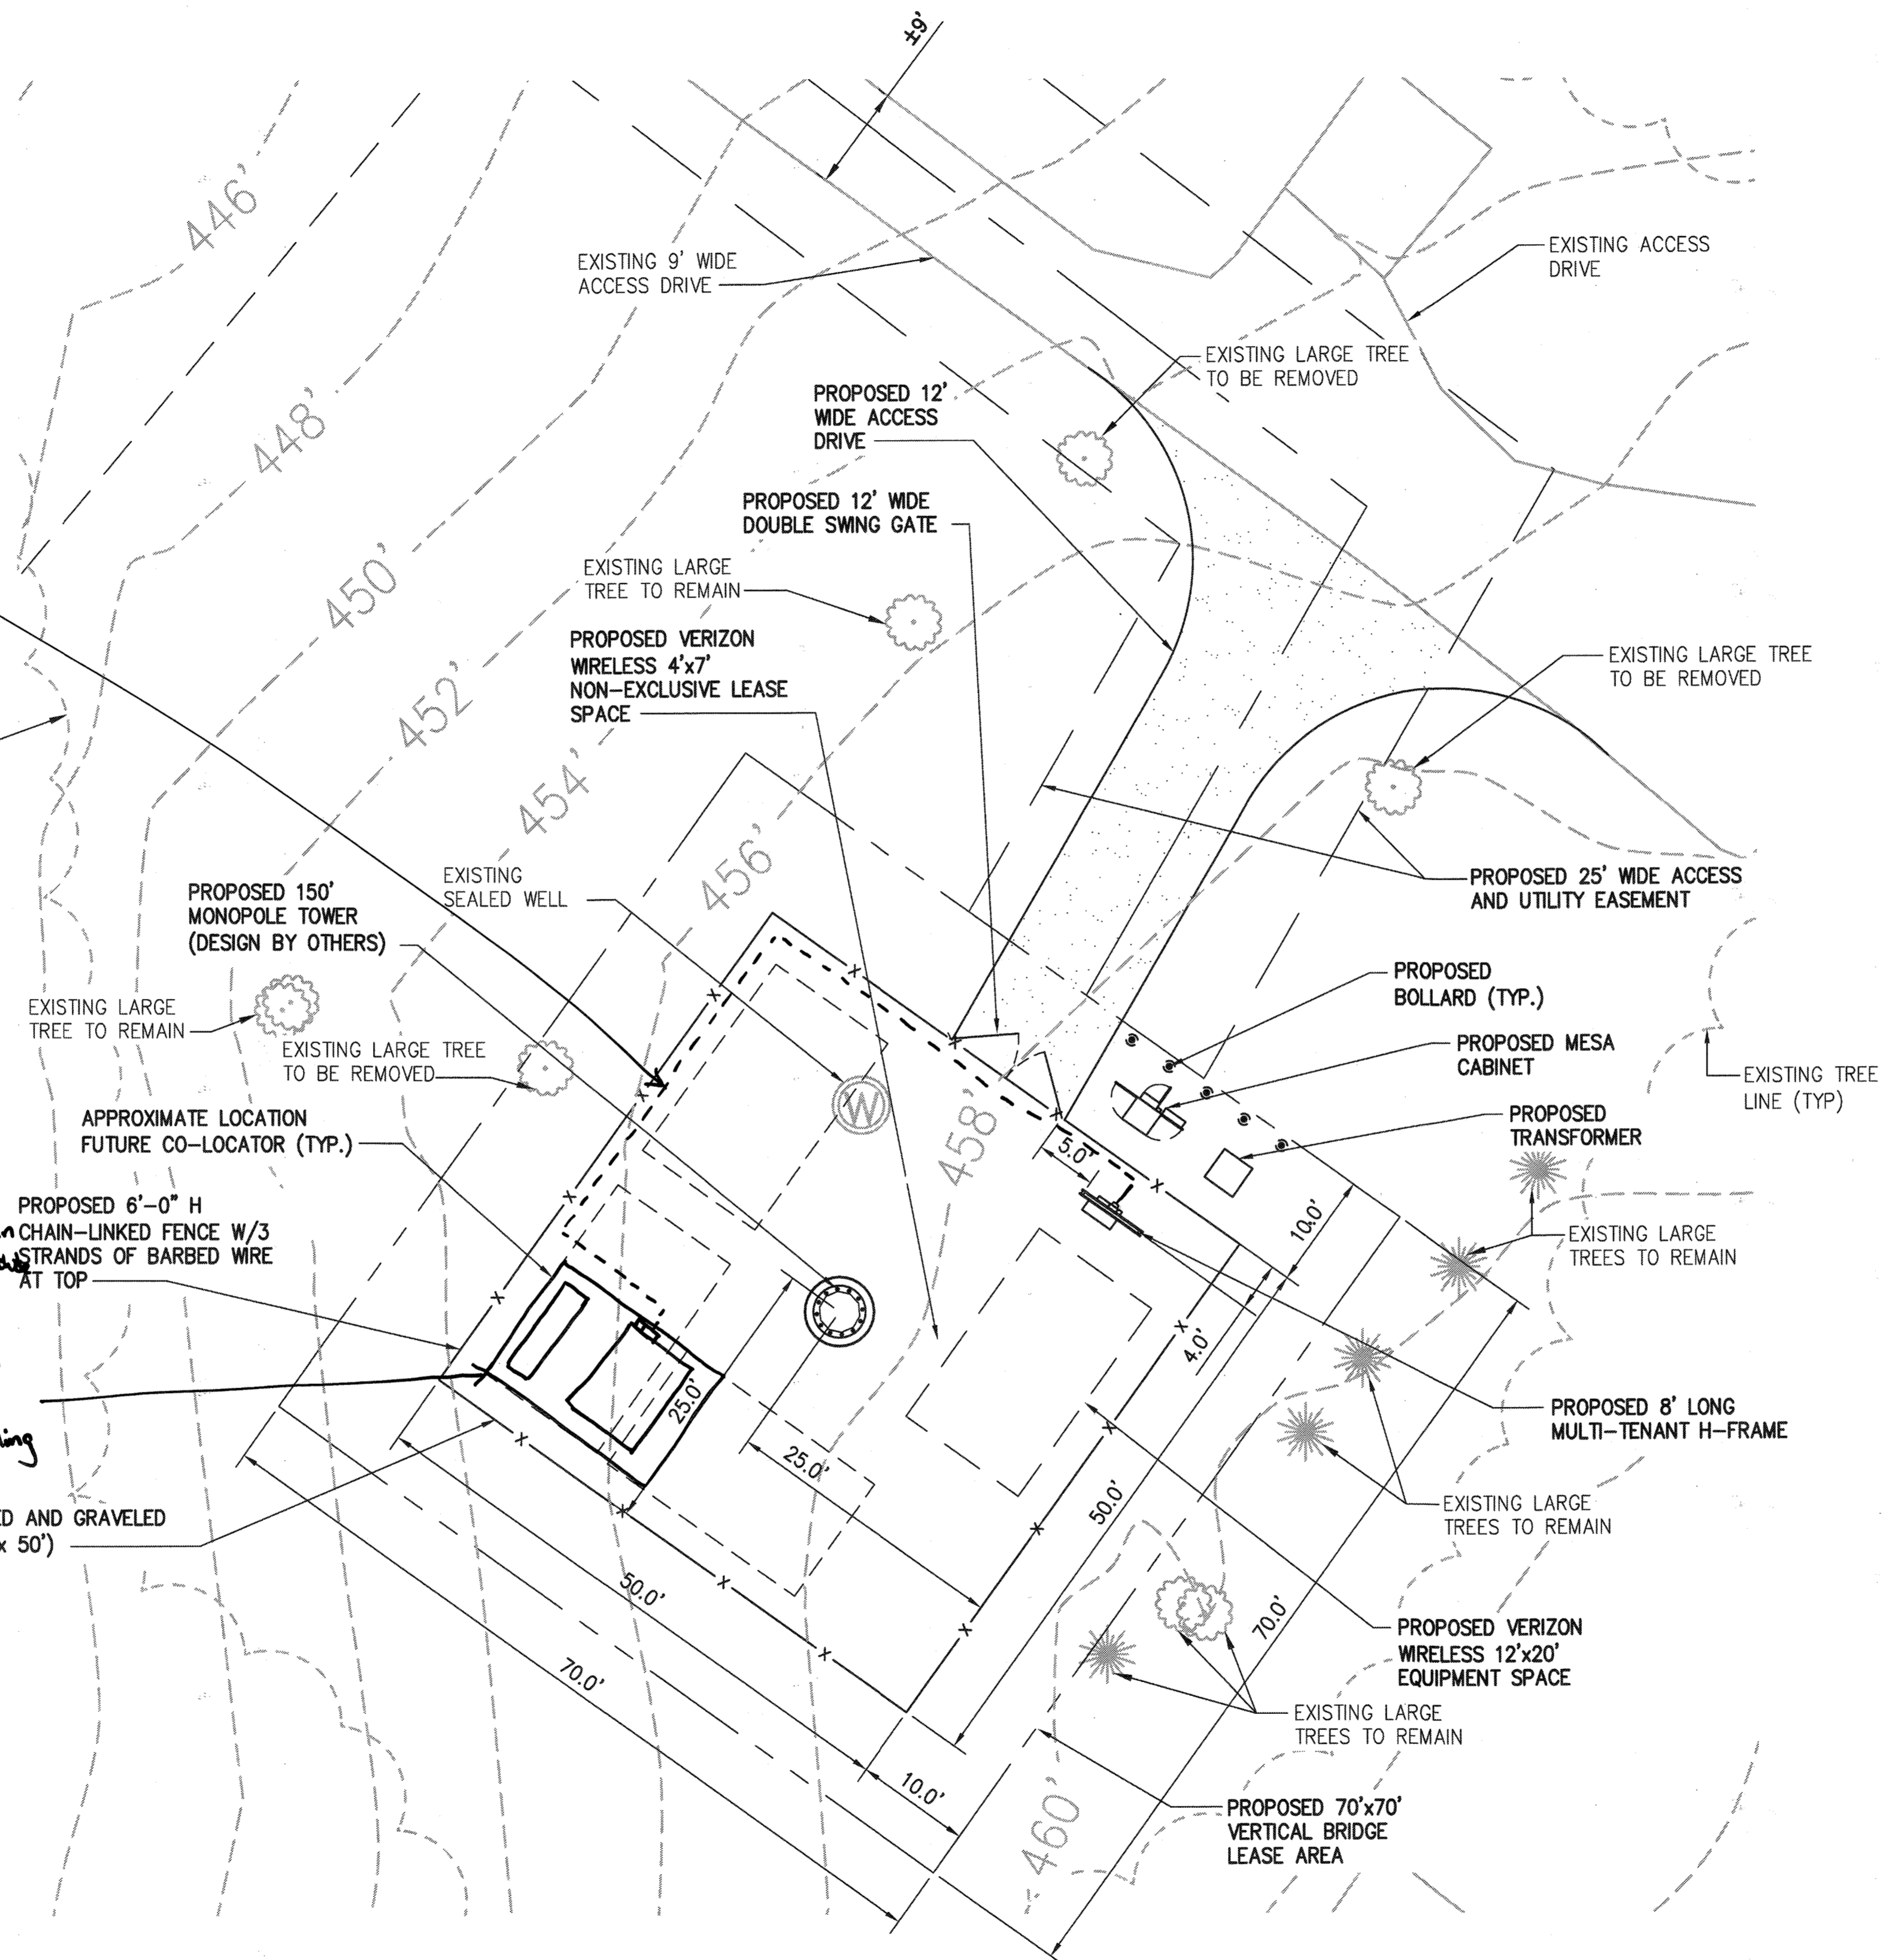 ±9'
446'
EXISTING 9' WIDE
ACCESS DRIVE
EXISTING ACCESS
DRIVE
448'
EXISTING LARGE TREE
TO BE REMOVED
PROPOSED 12'
WIDE ACCESS
DRIVE
PROPOSED 12' WIDE
DOUBLE SWING GATE
450'
EXISTING LARGE
TREE TO REMAIN
PROPOSED VERIZON
WIRELESS 4'x7'
NON-EXCLUSIVE LEASE
SPACE
EXISTING LARGE TREE
TO BE REMOVED
452'
454'
456'
EXISTING
SEALED WELL
PROPOSED 25' WIDE ACCESS
AND UTILITY EASEMENT
PROPOSED 150'
MONOPOLE TOWER
(DESIGN BY OTHERS)
PROPOSED
BOLLARD (TYP.)
EXISTING LARGE
TREE TO REMAIN
PROPOSED MESA
CABINET
EXISTING LARGE TREE
TO BE REMOVED
EXISTING TREE
LINE (TYP)
W
458'
APPROXIMATE LOCATION
FUTURE CO-LOCATOR (TYP.)
PROPOSED
TRANSFORMER
5.0'
PROPOSED 6'-0" H
CHAIN-LINKED FENCE W/3
STRANDS OF BARBED WIRE
AT TOP
10.0'
EXISTING LARGE
TREES TO REMAIN
4.0'
25.0'
PROPOSED 8' LONG
MULTI-TENANT H-FRAME
25.0'
50.0'
EXISTING LARGE
TREES TO REMAIN
ED AND GRAVELED
x 50')
50.0'
70.0'
PROPOSED VERIZON
WIRELESS 12'x20'
EQUIPMENT SPACE
70.0'
EXISTING LARGE
TREES TO REMAIN
10.0'
460'
PROPOSED 70'x70'
VERTICAL BRIDGE
LEASE AREA